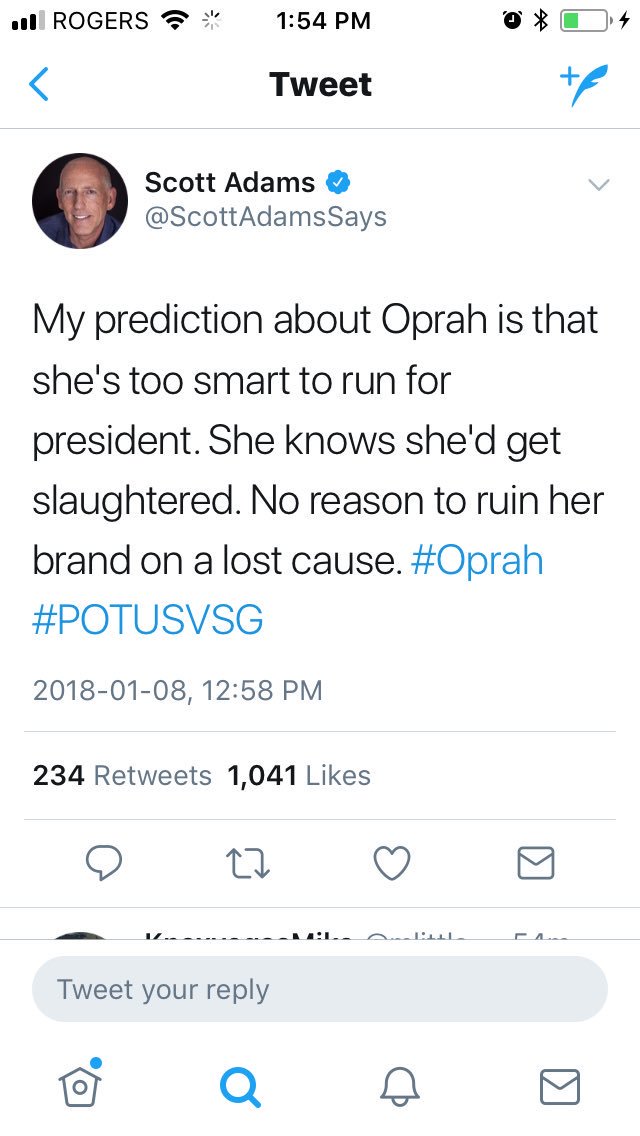 ROGERS 1:54 PM
Tweet
Scott Adams
@ScottAdamsSays
My prediction about Oprah is that
she's too smart to run for
president. She knows she'd get
slaughtered. No reason to ruin her
brand on a lost cause. #Oprah
#POTUSVSG
2018-01-08, 12:58 PM
234 Retweets 1,041 Likes
Tweet your reply